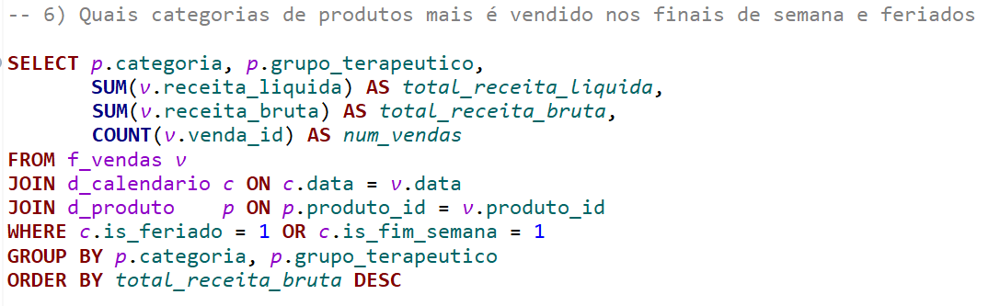 -- 6) Quais categorias de produtos mais é vendido nos finais de semana e feriados
SELECT p.categoria, p.grupo_terapeutico,
SUM(v.receita_liquida) AS total_receita_liquida,
SUM(v.receita_bruta) AS total_receita_bruta,
COUNT(v.venda_id) AS num_vendas
FROM f_vendas v
JOIN d_calendario c ON c.data = v.data
JOIN d_produto p ON p.produto_id = v.produto_id
WHERE c.is_feriado = 1 OR c.is_fim_semana = 1
GROUP BY p.categoria, p.grupo_terapeutico
ORDER BY total_receita_bruta DESC